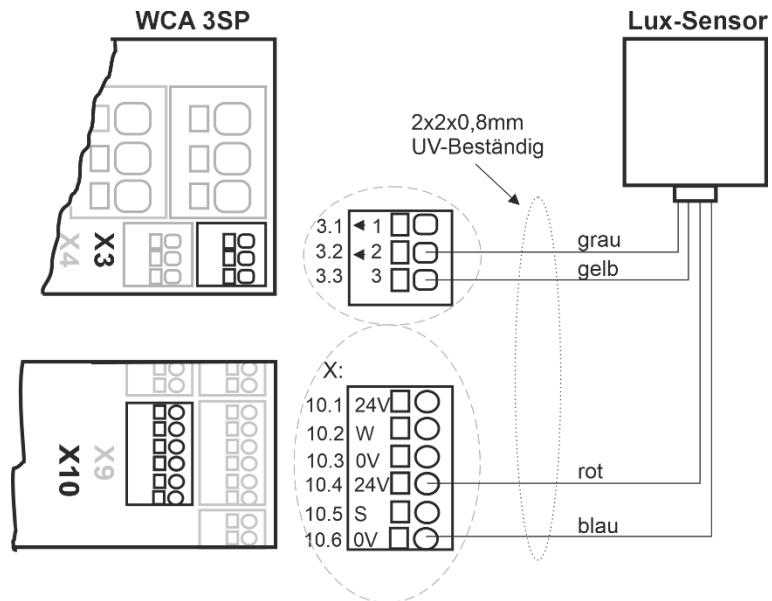 WCA 3SP
Lux-Sensor
2x2x0,8mm
UV-Beständig
X4
X3
3.1 1
3.2 2
3.3 3
grau
gelb
X:
10.1 24V
10.2 W
10.3 0V
10.4 24V
10.5 S
10.6 0V
X10
X9
rot
blau